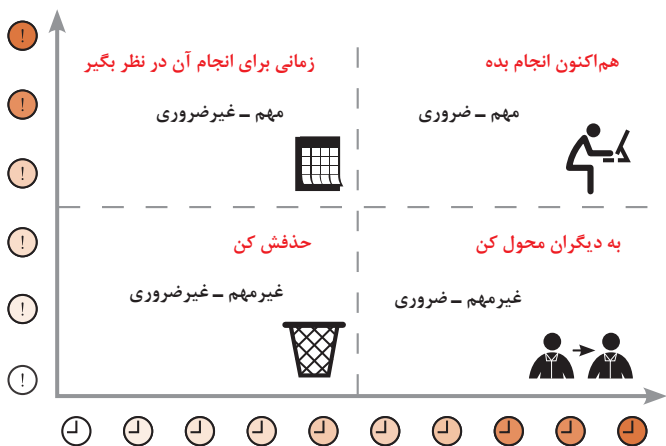 هم‌اکنون انجام بده
مهم ـ ضروری
زمانی برای انجام آن در نظر بگیر
مهم ـ غیرضروری
به دیگران محول کن
غیرمهم ـ ضروری
حذفش کن
غیرمهم ـ غیرضروری
!
!
!
!
!
!